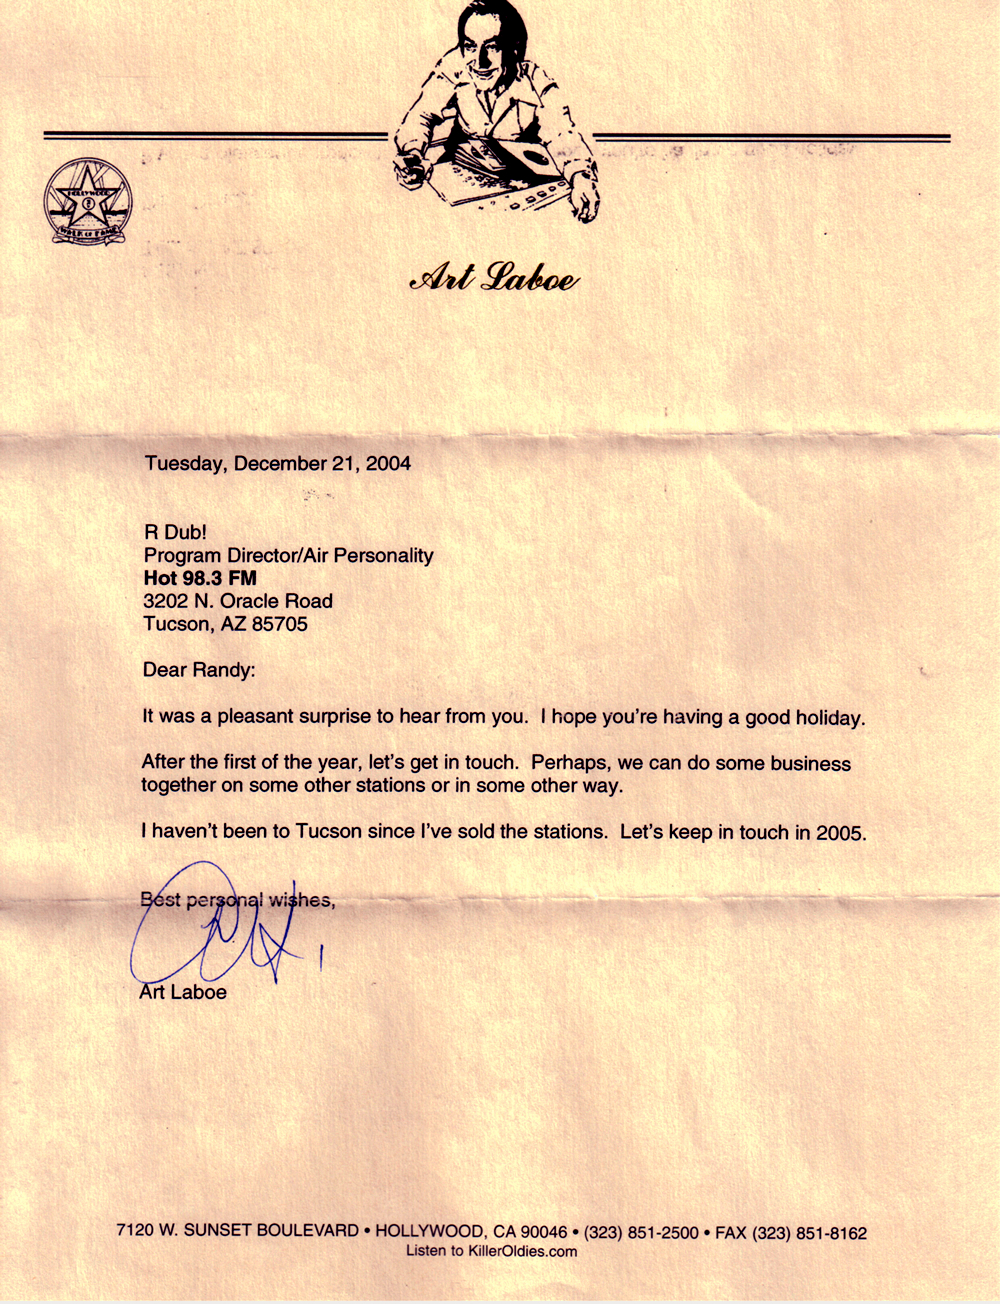 HOLLYWOOD
WALK OF FAME
Art Laboe
Tuesday, December 21, 2004
R Dub!
Program Director/Air Personality
Hot 98.3 FM
3202 N. Oracle Road
Tucson, AZ 85705
Dear Randy:
It was a pleasant surprise to hear from you.  I hope you're having a good holiday.
After the first of the year, let's get in touch.  Perhaps, we can do some business
together on some other stations or in some other way.
I haven't been to Tucson since I've sold the stations.  Let's keep in touch in 2005.
Best personal wishes,
Art
Art Laboe
7120 W. SUNSET BOULEVARD • HOLLYWOOD, CA 90046 • (323) 851-2500 • FAX (323) 851-8162
Listen to KillerOldies.com